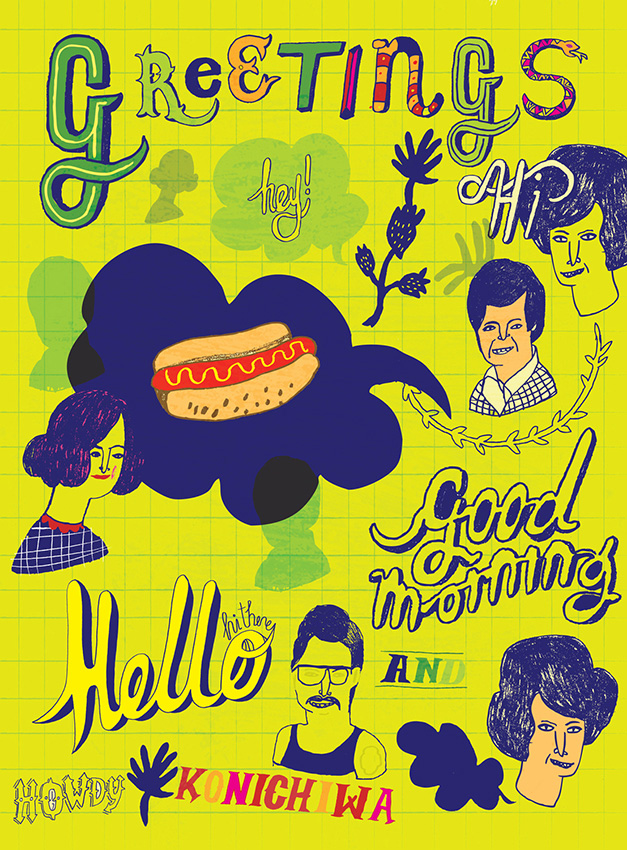 GReeTINgS
hey!
Hi
good
morning
Hello
hi there
AND
HOWDY
KONICHIWA